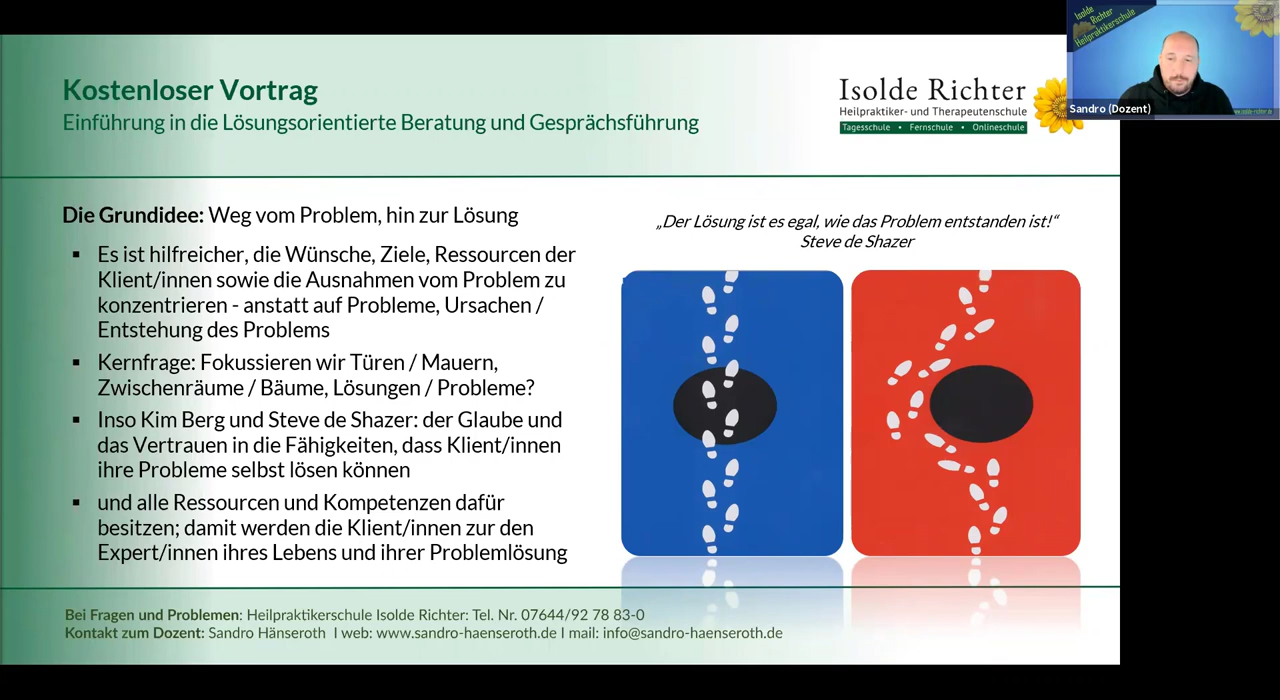 Kostenloser Vortrag
Einführung in die Lösungsorientierte Beratung und Gesprächsführung
Isolde Richter
Heilpraktiker- und Therapeutenschule
Tagesschule • Fernschule • Onlineschule
Isolde
Richter
Heilpraktikerschule
Sandro (Dozent)
www.isolde-richter.de
Die Grundidee: Weg vom Problem, hin zur Lösung
▪ Es ist hilfreicher, die Wünsche, Ziele, Ressourcen der
Klient/innen sowie die Ausnahmen vom Problem zu
konzentrieren - anstatt auf Probleme, Ursachen /
Entstehung des Problems
▪ Kernfrage: Fokussieren wir Türen / Mauern,
Zwischenräume / Bäume, Lösungen / Probleme?
▪ Inso Kim Berg und Steve de Shazer: der Glaube und
das Vertrauen in die Fähigkeiten, dass Klient/innen
ihre Probleme selbst lösen können
▪ und alle Ressourcen und Kompetenzen dafür
besitzen; damit werden die Klient/innen zur den
Expert/innen ihres Lebens und ihrer Problemlösung
„Der Lösung ist es egal, wie das Problem entstanden ist!“
Steve de Shazer
Bei Fragen und Problemen: Heilpraktikerschule Isolde Richter: Tel. Nr. 07644/92 78 83-0
Kontakt zum Dozent: Sandro Hänseroth I web: www.sandro-haenseroth.de I mail: info@sandro-haenseroth.de